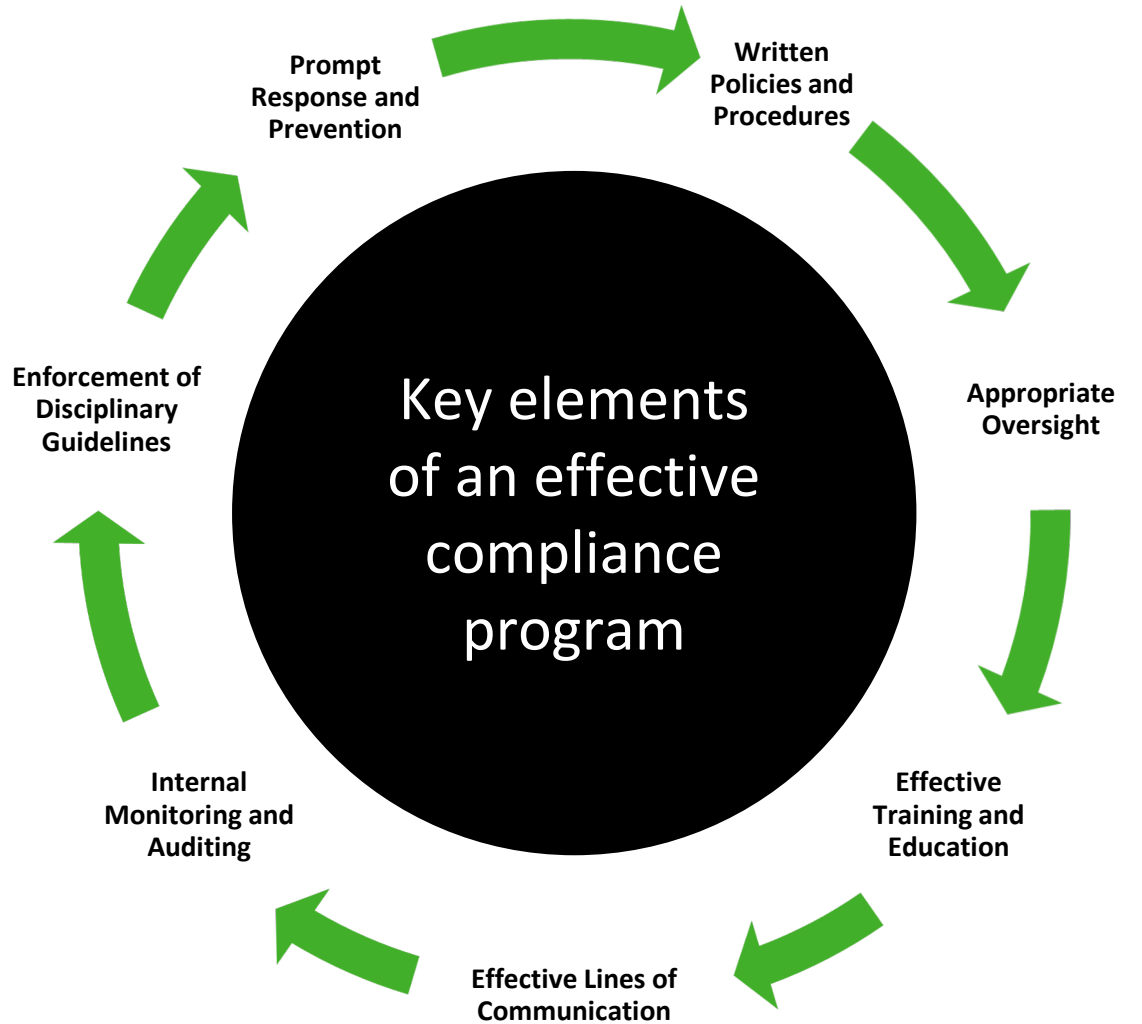 Key elements
of an effective
compliance
program
Written
Policies and
Procedures
Appropriate
Oversight
Effective
Training and
Education
Effective Lines of
Communication
Internal
Monitoring and
Auditing
Enforcement of
Disciplinary
Guidelines
Prompt
Response and
Prevention